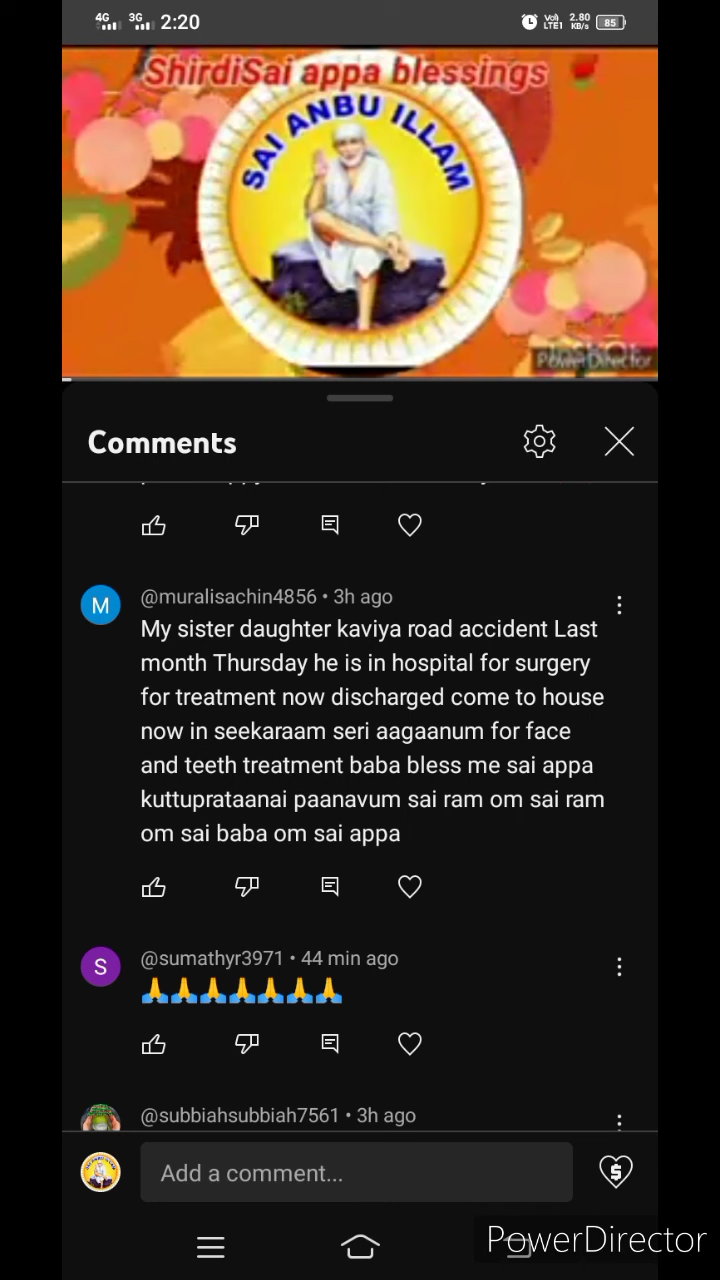 4G 3G 2:20 Vo)) LTE1 2.80 KB/s 85
ShirdiSai appa blessings
SAI ANBU ILLAM
PowerDirector
Comments
@muralisachin4856 • 3h ago
M
My sister daughter kaviya road accident Last
month Thursday he is in hospital for surgery
for treatment now discharged come to house
now in seekaraam seri aagaanum for face
and teeth treatment baba bless me sai appa
kuttuprataanai paanavum sai ram om sai ram
om sai baba om sai appa
@sumathyr3971 • 44 min ago
S
🙏🙏🙏🙏🙏🙏🙏
@subbiahsubbiah7561 • 3h ago
Add a comment...
$
PowerDirector